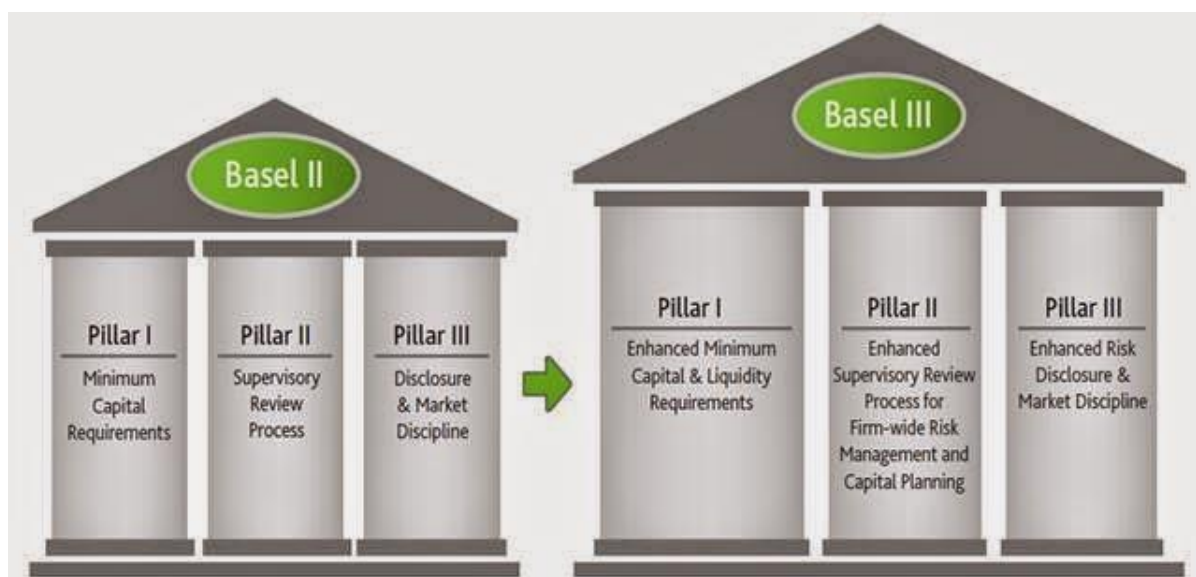 Basel II
Pillar I
Minimum
Capital
Requirements
Pillar II
Supervisory
Review
Process
Pillar III
Disclosure
& Market
Discipline
Basel III
Pillar I
Enhanced Minimum
Capital & Liquidity
Requirements
Pillar II
Enhanced
Supervisory Review
Process for
Firm-wide Risk
Management and
Capital Planning
Pillar III
Enhanced Risk
Disclosure &
Market Discipline